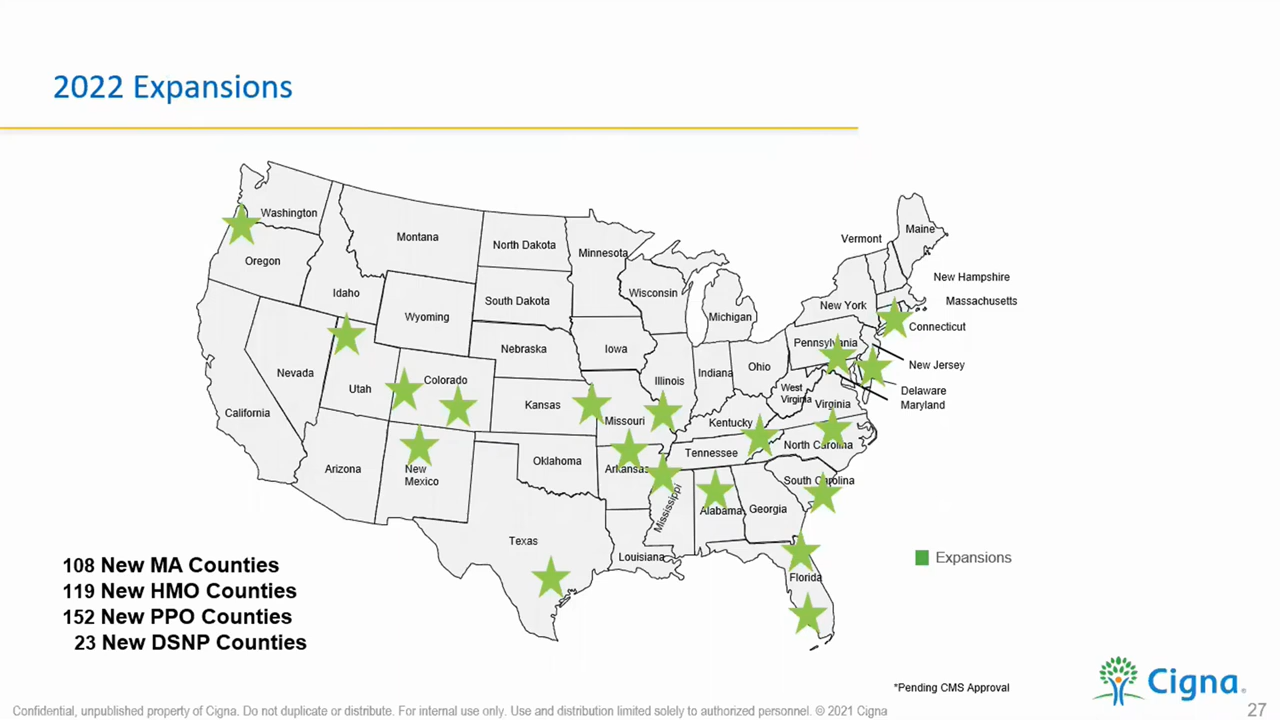 2022 Expansions
Washington
Maine
Vermont
Montana
North Dakota
Minnesota
Oregon
New Hampshire
Idaho
South Dakota
Wisconsin
Massachusetts
New York
Wyoming
Michigan
Connecticut
Pennsylvania
Nebraska
Iowa
New Jersey
Ohio
Indiana
Nevada
Illinois
Colorado
Utah
Delaware
West
Virginia
Maryland
Kansas
Virginia
California
Missouri
Kentucky
North Carolina
Tennessee
Oklahoma
Arizona
Arkansas
New
Mexico
South Carolina
Mississippi
Alabama
Georgia
Texas
Louisiana
Expansions
Florida
108 New MA Counties
119 New HMO Counties
152 New PPO Counties
23 New DSNP Counties
*Pending CMS Approval
Cigna®
Confidential, unpublished property of Cigna. Do not duplicate or distribute. For internal use only. Use and distribution limited solely to authorized personnel. © 2021 Cigna
27